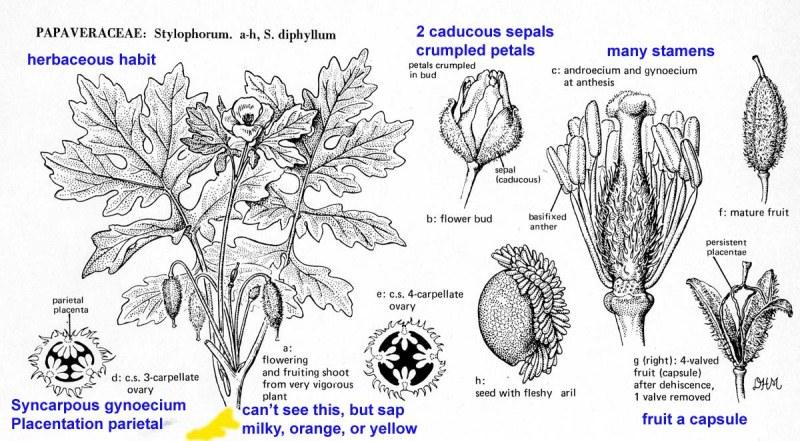 PAPAVERACEAE: Stylophorum. a-h, S. diphyllum
herbaceous habit
2 caducous sepals
crumpled petals
petals crumpled
in bud
sepal
(caducous)
b: flower bud
many stamens
c: androecium and gynoecium
at anthesis
basifixed
anther
f: mature fruit
persistent
placentae
parietal
placenta
d: c.s. 3-carpellate
ovary
e: c.s. 4-carpellate
ovary
a:
flowering
and fruiting shoot
from very vigorous
plant
h:
seed with fleshy aril
g (right): 4-valved
fruit (capsule)
after dehiscence,
1 valve removed
DHM
Syncarpous gynoecium
Placentation parietal
can't see this, but sap
milky, orange, or yellow
fruit a capsule